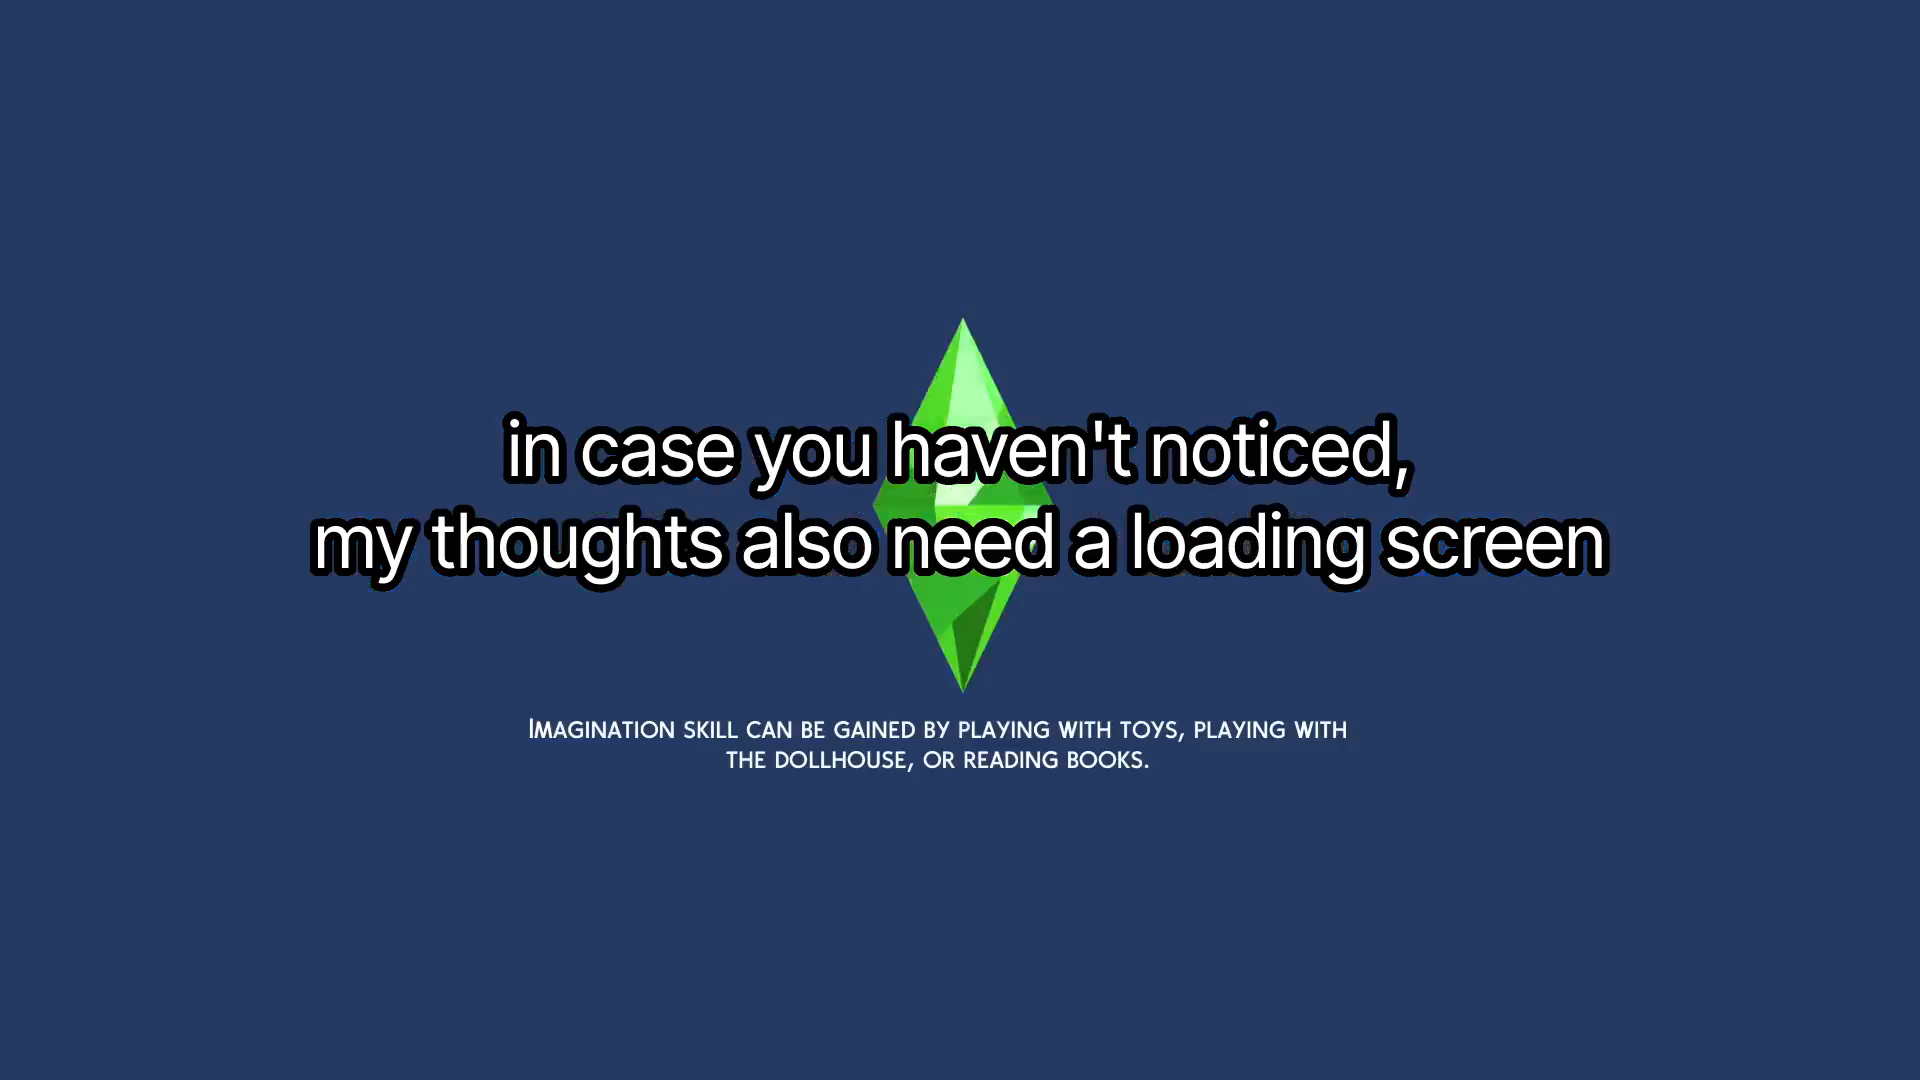 in case you haven't noticed,
my thoughts also need a loading screen
Imagination skill can be gained by playing with toys, playing with
the dollhouse, or reading books.